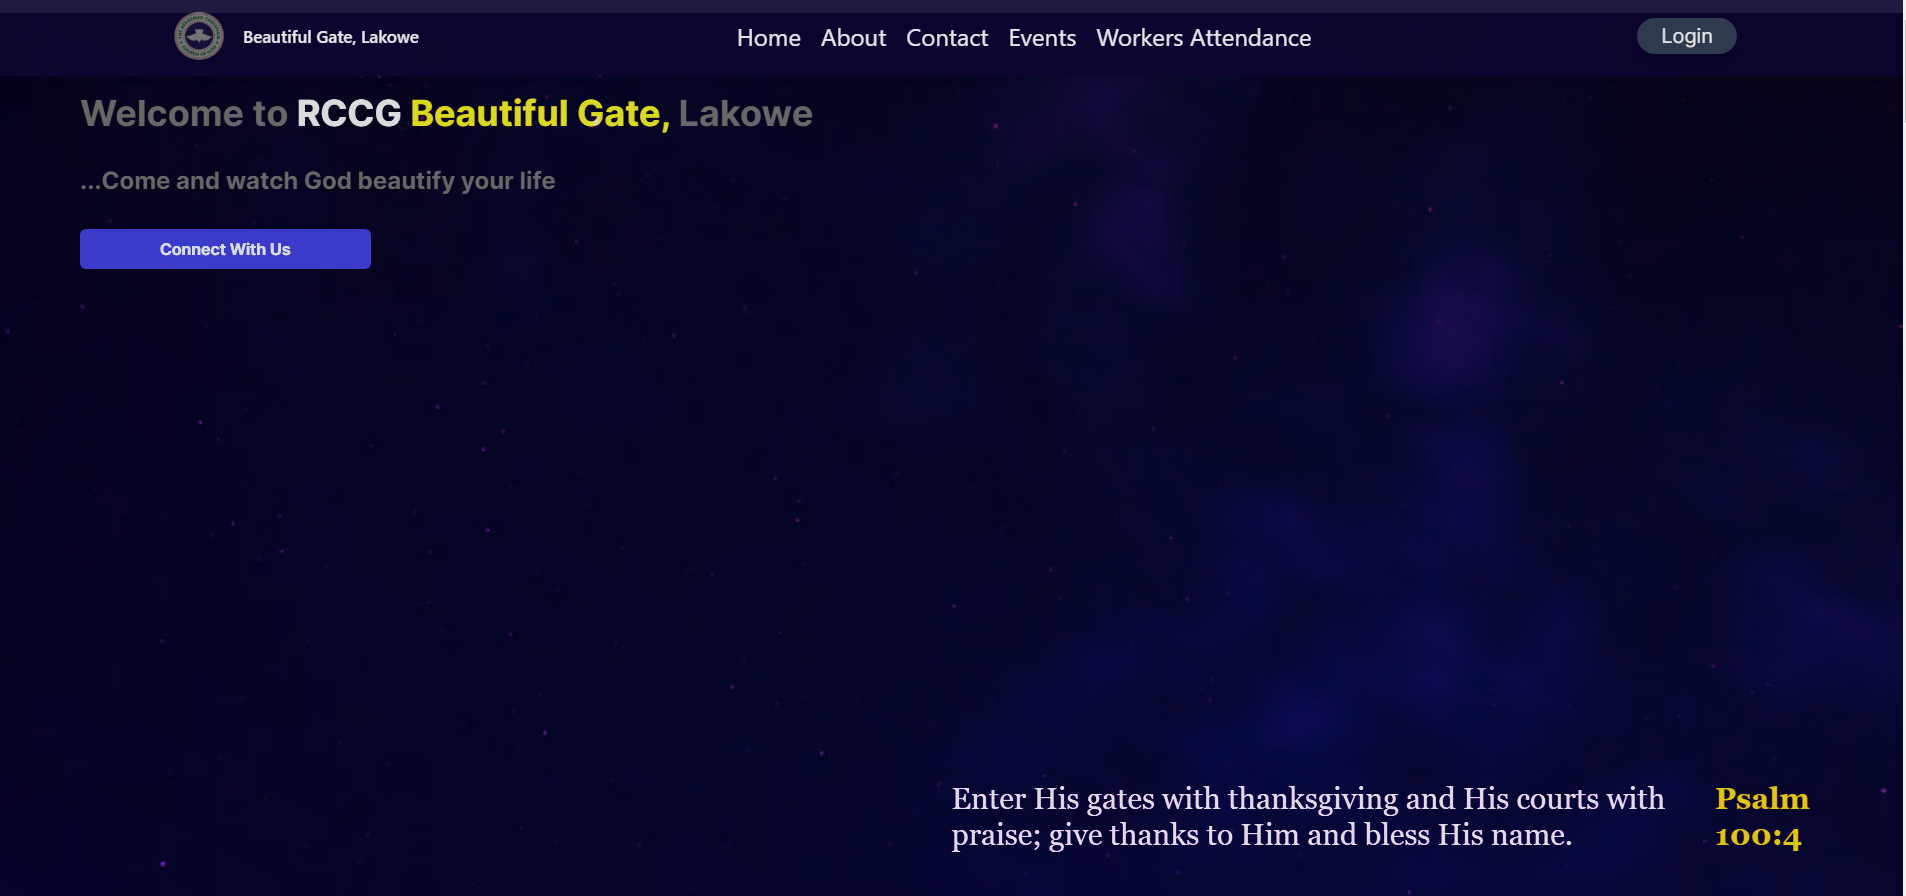 Beautiful Gate, Lakowe
Home About Contact Events Workers Attendance
Login
Welcome to RCCG Beautiful Gate, Lakowe
...Come and watch God beautify your life
Connect With Us
Enter His gates with thanksgiving and His courts with
praise; give thanks to Him and bless His name.
Psalm
100:4